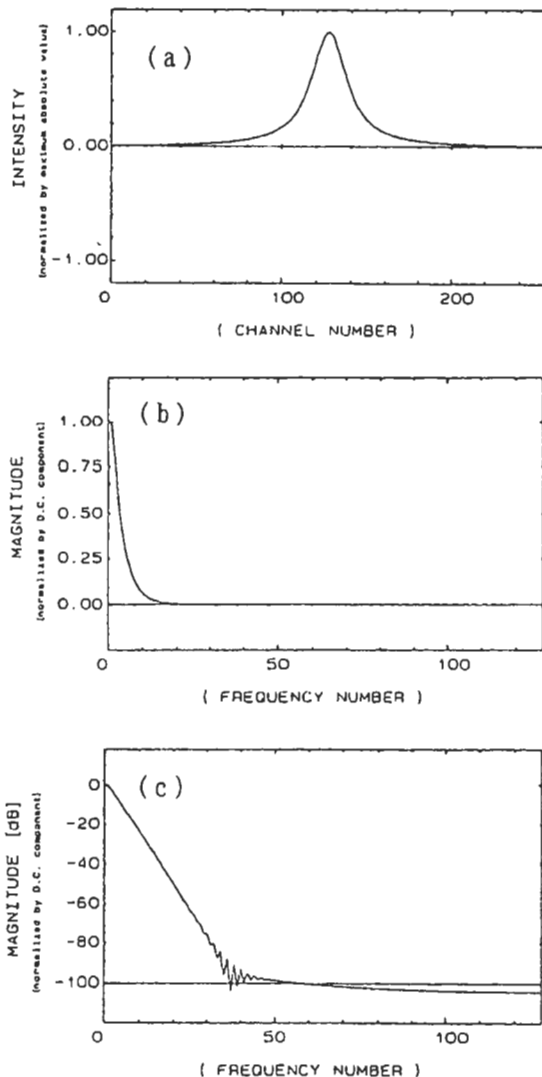 (a)
INTENSITY
(normalized by maximum absolute value)
1.00
0.00
-1.00
0
100
200
( CHANNEL NUMBER )
(b)
MAGNITUDE
(normalized by D.C. component)
1.00
0.75
0.50
0.25
0.00
0
50
100
( FREQUENCY NUMBER )
(c)
MAGNITUDE [dB]
(normalized by D.C. component)
0
-20
-40
-60
-80
-100
0
50
100
( FREQUENCY NUMBER )